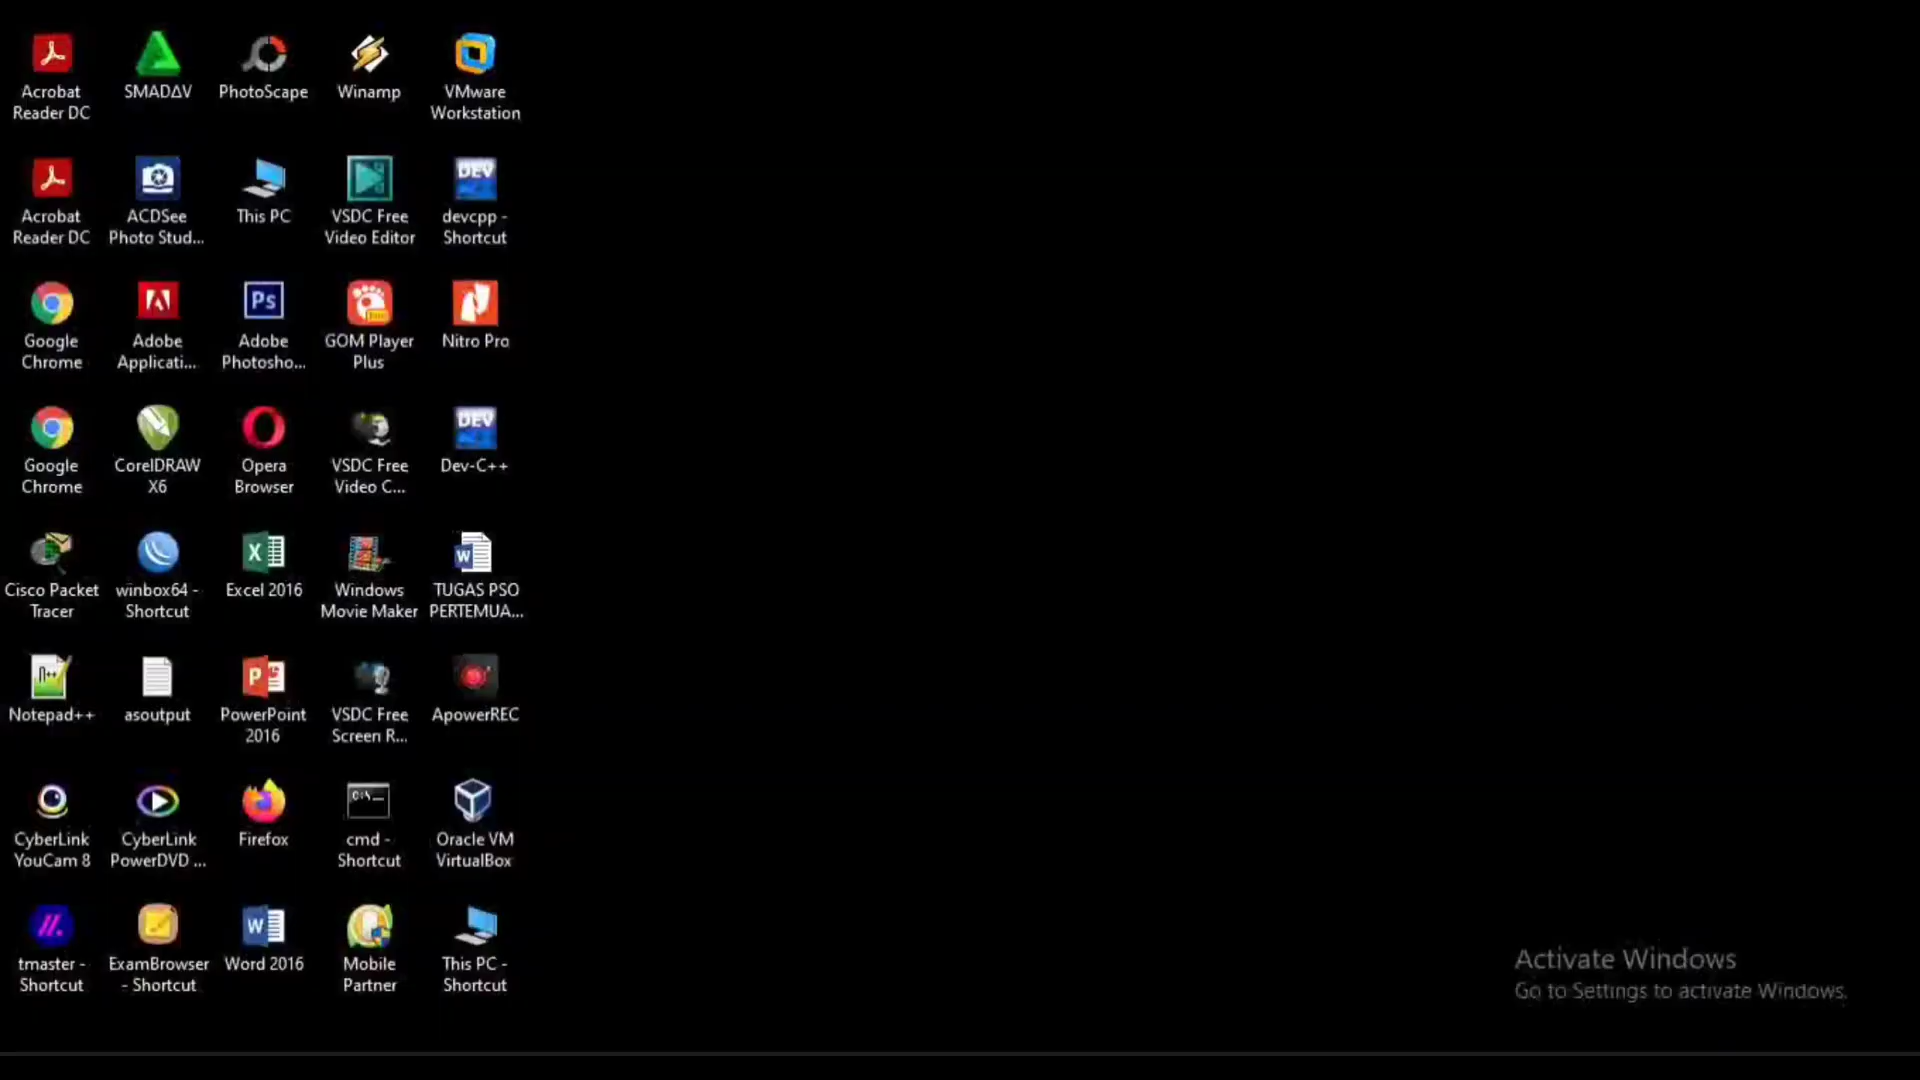 Acrobat
Reader DC
SMADΔV
PhotoScape
Winamp
VMware
Workstation
Acrobat
Reader DC
ACDSee
Photo Stud...
This PC
VSDC Free
Video Editor
DEV
devcpp -
Shortcut
Google
Chrome
Adobe
Applicati...
Ps
Adobe
Photosho...
GOM Player
Plus
Nitro Pro
Google
Chrome
CorelDRAW
X6
Opera
Browser
VSDC Free
Video C...
DEV
Dev-C++
Cisco Packet
Tracer
winbox64 -
Shortcut
Excel 2016
Windows
Movie Maker
TUGAS PSO
PERTEMUA...
Notepad++
asoutput
PowerPoint
2016
VSDC Free
Screen R...
ApowerREC
CyberLink
YouCam 8
CyberLink
PowerDVD ...
Firefox
cmd -
Shortcut
Oracle VM
VirtualBox
tmaster -
Shortcut
ExamBrowser
- Shortcut
Word 2016
Mobile
Partner
This PC -
Shortcut
Activate Windows
Go to Settings to activate Windows.